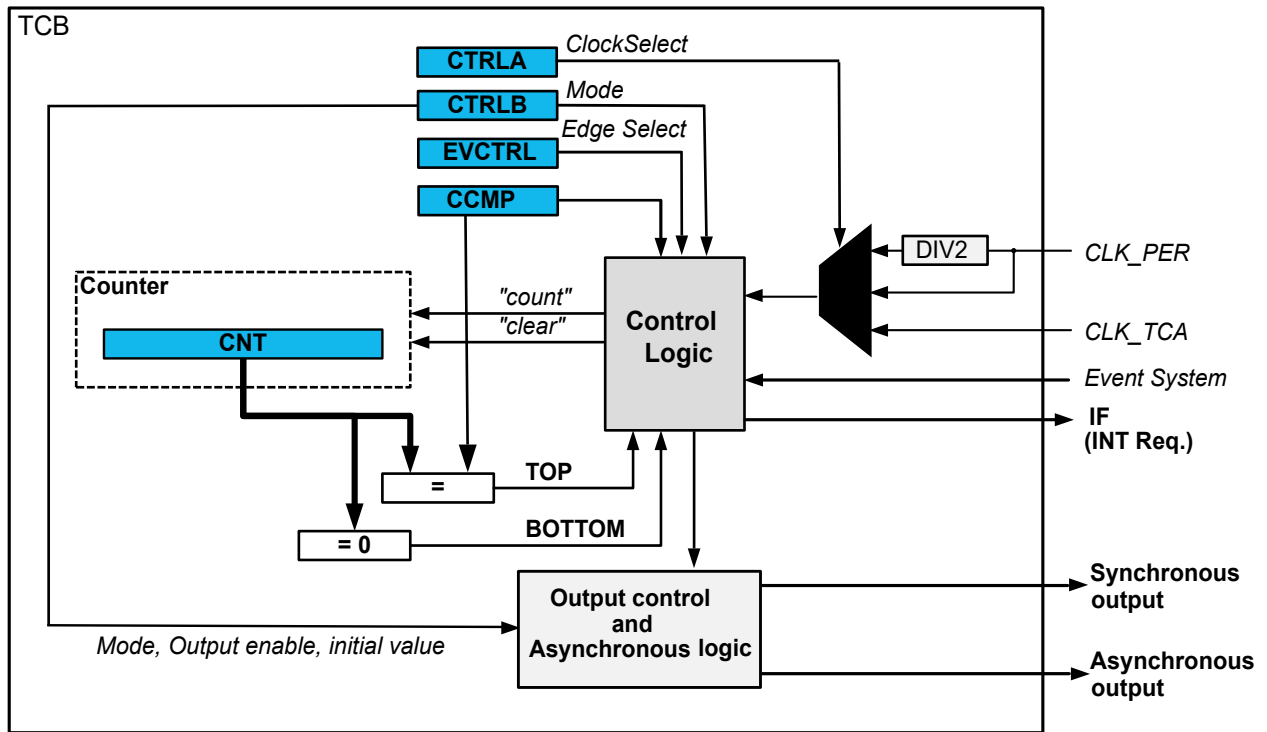 TCB
CTRLA
ClockSelect
CTRLB
Mode
EVCTRL
Edge Select
CCMP
DIV2
CLK_PER
Counter
"count"
CNT
"clear"
Control
Logic
CLK_TCA
Event System
IF
(INT Req.)
=
TOP
= 0
BOTTOM
Output control
and
Asynchronous logic
Synchronous
output
Mode, Output enable, initial value
Asynchronous
output